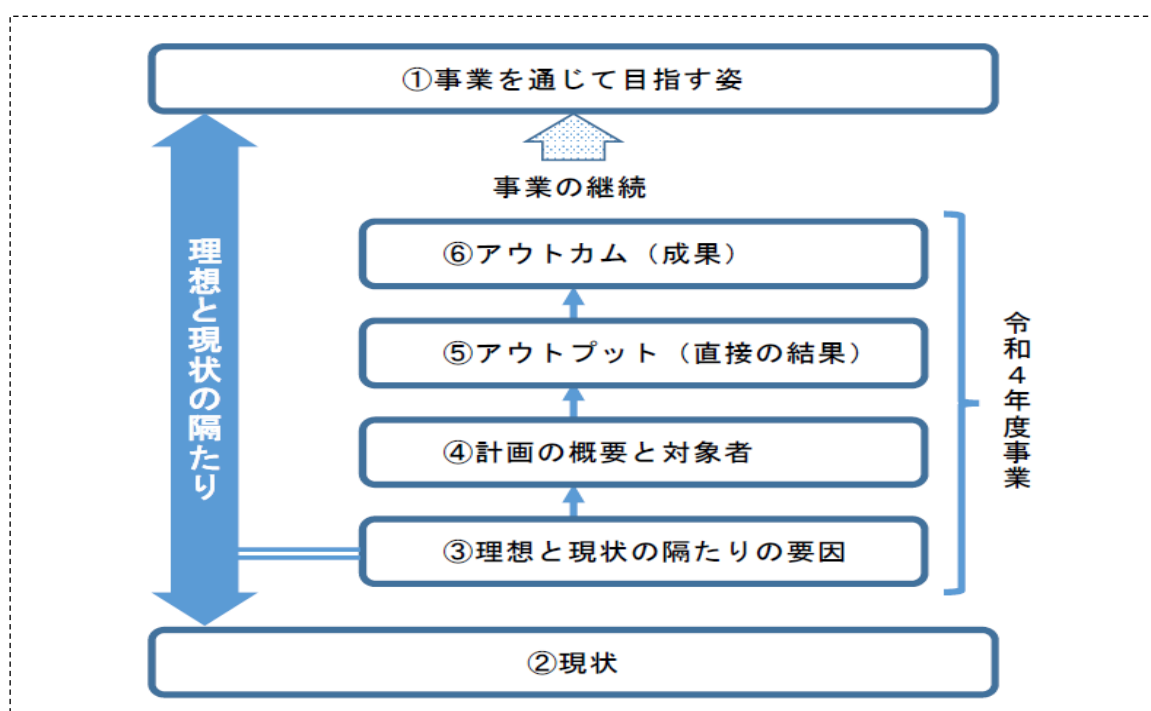 ①事業を通じて目指す姿
事業の継続
理想と現状の隔たり
⑥アウトカム（成果）
⑤アウトプット（直接の結果）
④計画の概要と対象者
③理想と現状の隔たりの要因
令和４年度事業
②現状